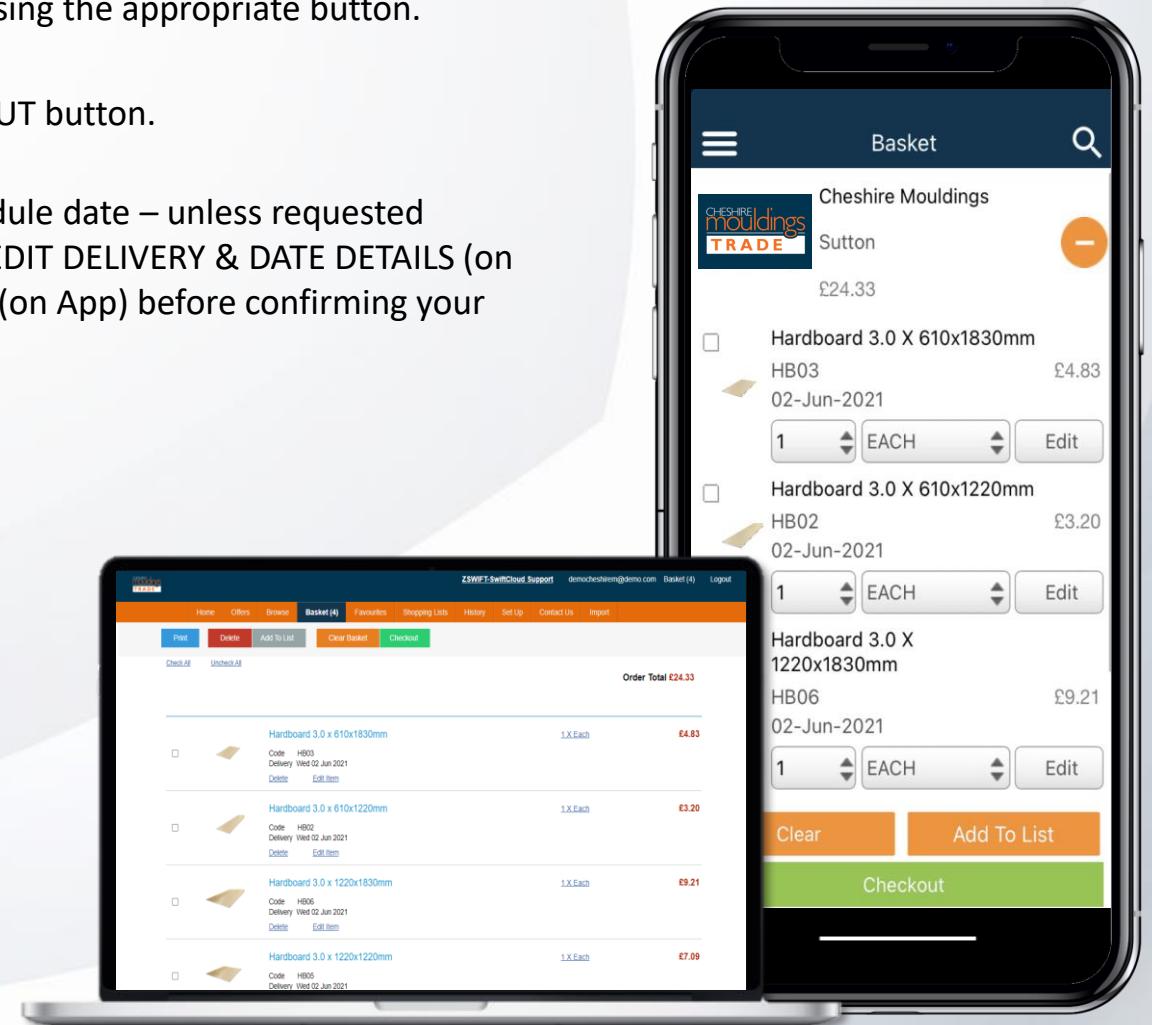 sing the appropriate button.
UT button.
dule date – unless requested
EDIT DELIVERY & DATE DETAILS (on
(on App) before confirming your
Basket
CHESHIRE
mouldings
TRADE
Cheshire Mouldings
Sutton
£24.33
Hardboard 3.0 X 610x1830mm
HB03 £4.83
02-Jun-2021
1 EACH Edit
Hardboard 3.0 X 610x1220mm
HB02 £3.20
02-Jun-2021
1 EACH Edit
Hardboard 3.0 X
1220x1830mm
HB06 £9.21
02-Jun-2021
1 EACH Edit
Clear Add To List
Checkout
mouldings
TRADE
ZSWIFT-SwiftCloud Support democheshirem@demo.com Basket (4) Logout
Home Offers Browse Basket (4) Favourites Shopping Lists History Set Up Contact Us Import
Print Delete Add To List Clear Basket Checkout
Check All Uncheck All
Order Total £24.33
Hardboard 3.0 x 610x1830mm 1 X Each £4.83
Code HB03
Delivery Wed 02 Jun 2021
Delete Edit Item
Hardboard 3.0 x 610x1220mm 1 X Each £3.20
Code HB02
Delivery Wed 02 Jun 2021
Delete Edit Item
Hardboard 3.0 x 1220x1830mm 1 X Each £9.21
Code HB06
Delivery Wed 02 Jun 2021
Delete Edit Item
Hardboard 3.0 x 1220x1220mm 1 X Each £7.09
Code HB05
Delivery Wed 02 Jun 2021